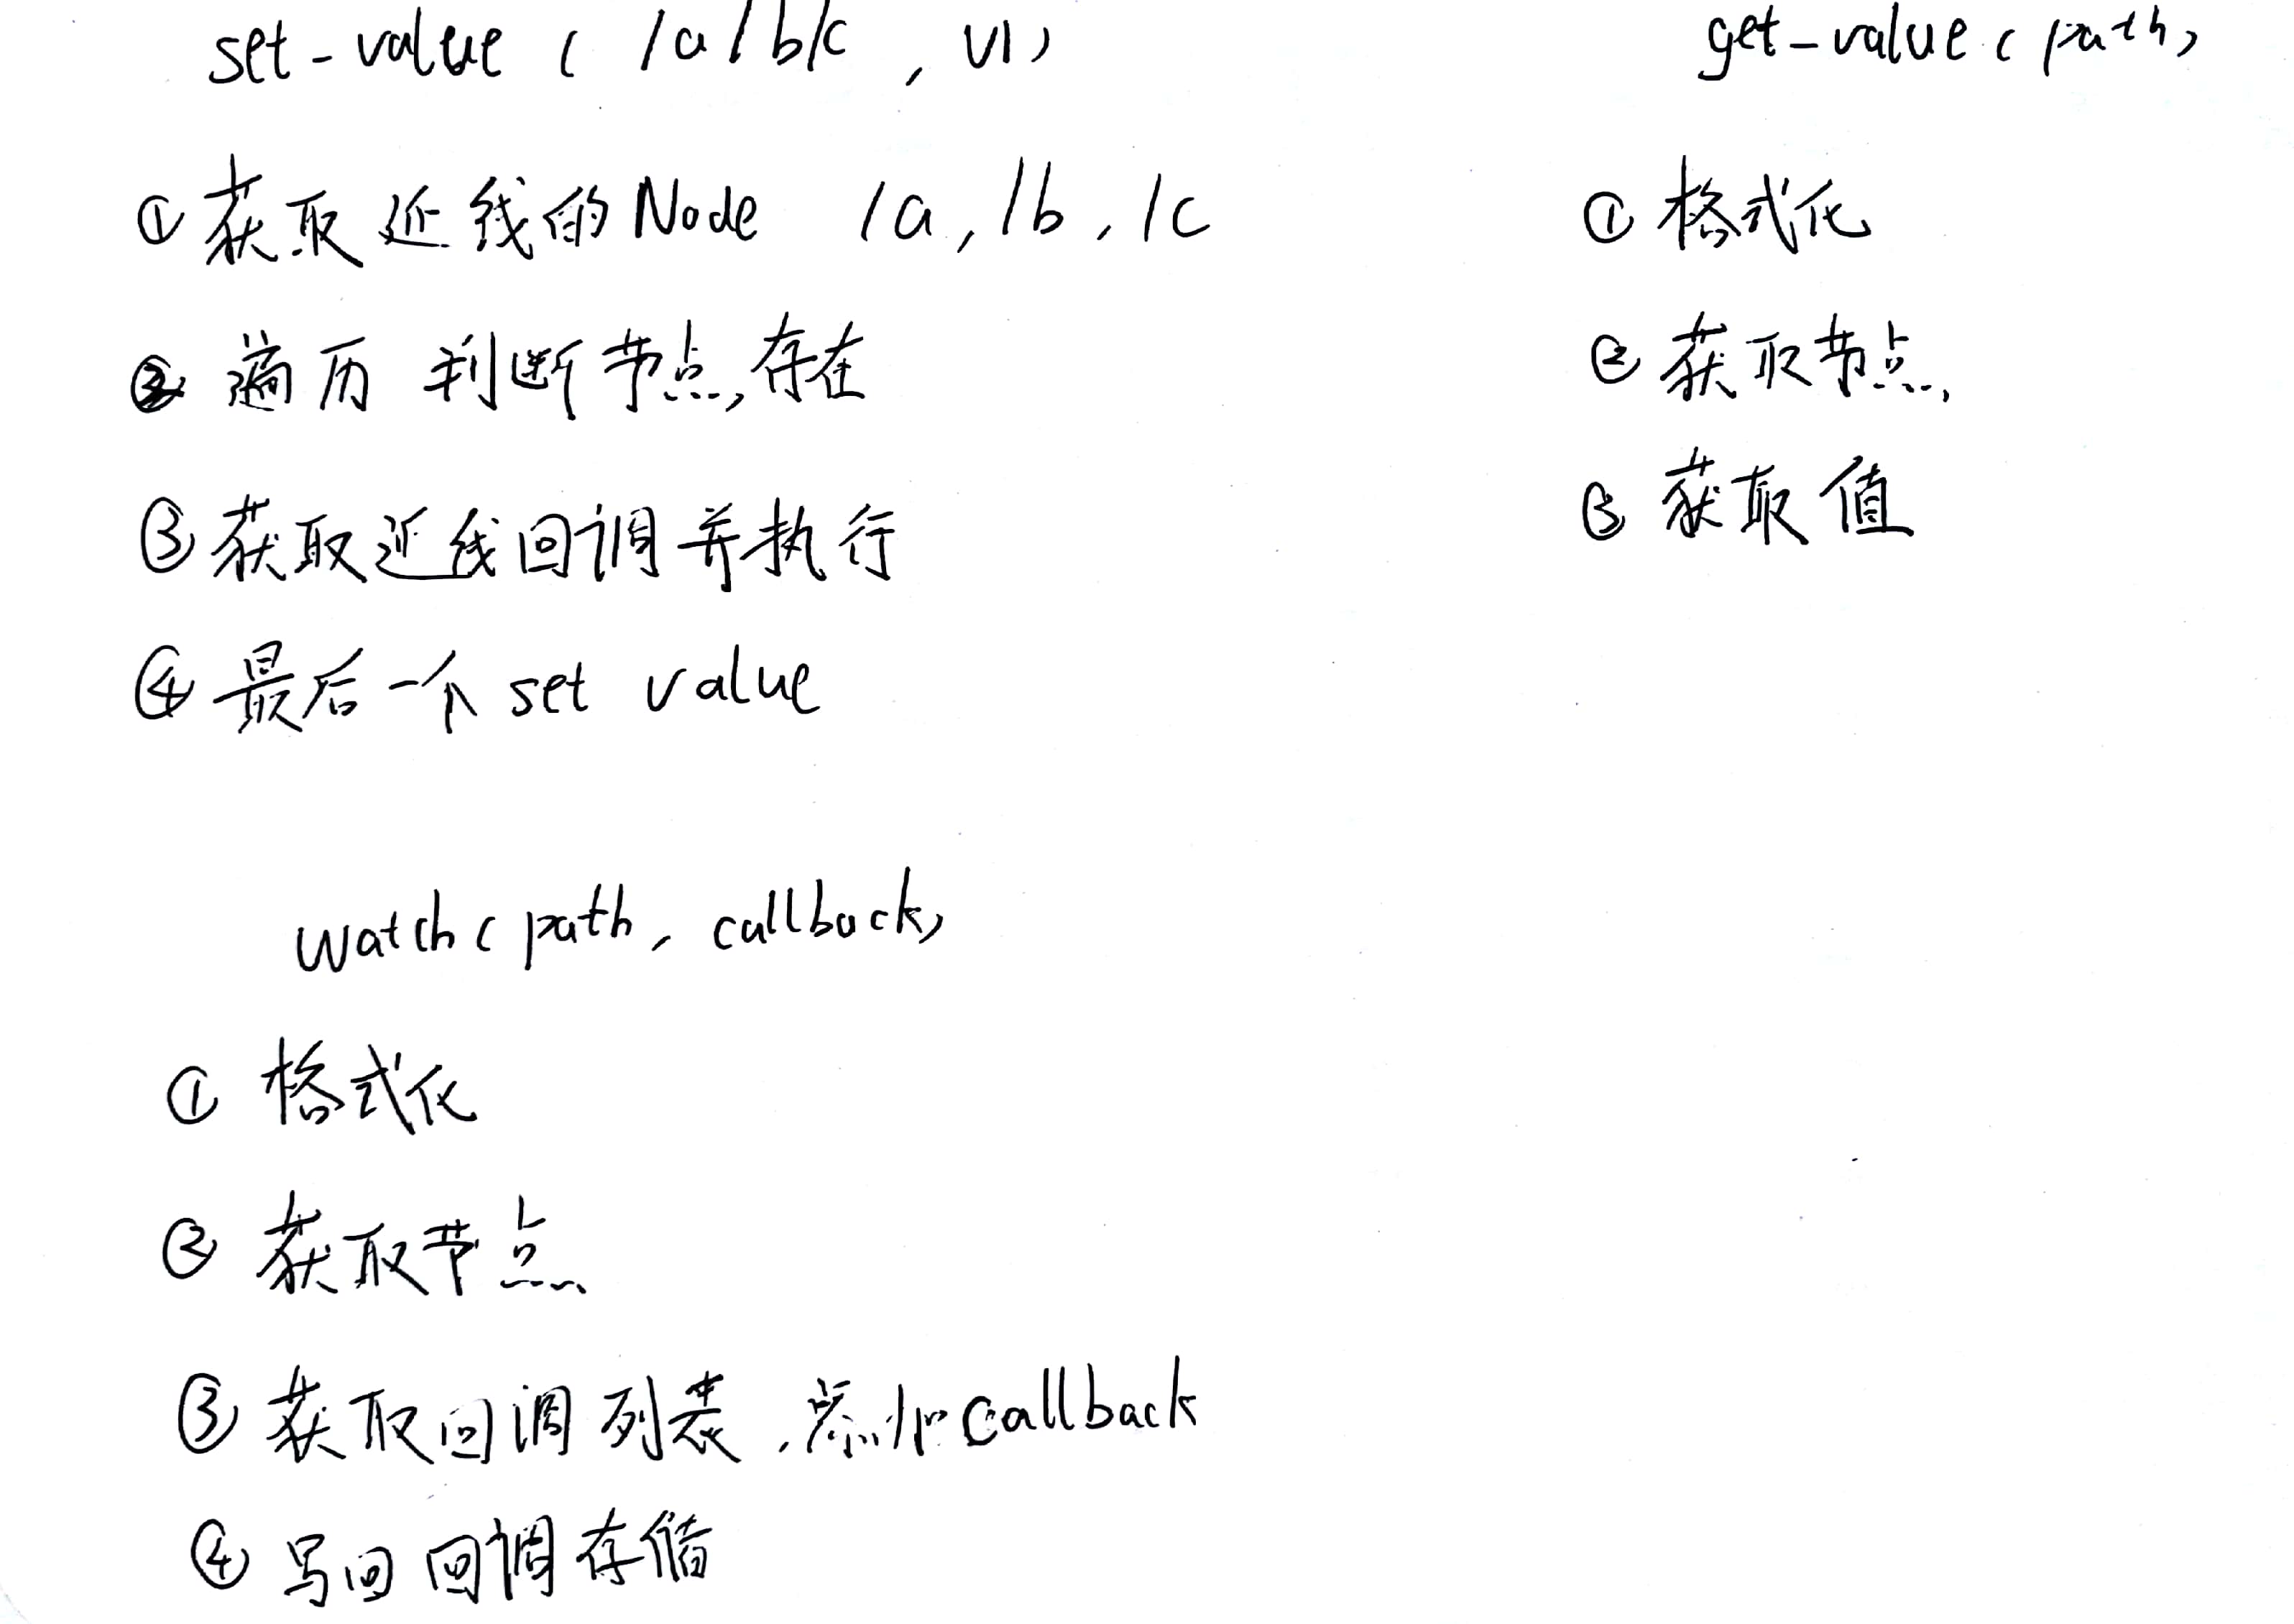 set-value ( /a/b/c , v1)
① 获取近线的Node /a, /b, /c
② 遍历 判断节点,存在
③ 获取近线回调并执行
④ 最后一个 set value
get-value (path)
① 格式化
② 获取节点
③ 获取值
watch (path, callback)
① 格式化
② 获取节点
③ 获取回调列表,添加callback
④ 写回回调存储